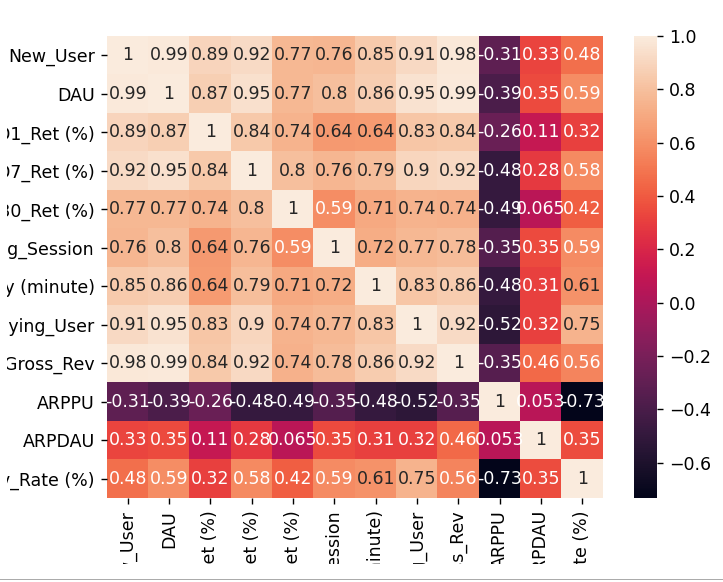 New_User 1 0.99 0.89 0.92 0.77 0.76 0.85 0.91 0.98 -0.31 0.33 0.48
DAU 0.99 1 0.87 0.95 0.77 0.8 0.86 0.95 0.99 -0.39 0.35 0.59
01_Ret (%) 0.89 0.87 1 0.84 0.74 0.64 0.64 0.83 0.84 -0.26 0.11 0.32
07_Ret (%) 0.92 0.95 0.84 1 0.8 0.76 0.79 0.9 0.92 -0.48 0.28 0.58
30_Ret (%) 0.77 0.77 0.74 0.8 1 0.59 0.71 0.74 0.74 -0.49 0.065 0.42
g_Session 0.76 0.8 0.64 0.76 0.59 1 0.72 0.77 0.78 -0.35 0.35 0.59
y (minute) 0.85 0.86 0.64 0.79 0.71 0.72 1 0.83 0.86 -0.48 0.31 0.61
ying_User 0.91 0.95 0.83 0.9 0.74 0.77 0.83 1 0.92 -0.52 0.32 0.75
Gross_Rev 0.98 0.99 0.84 0.92 0.74 0.78 0.86 0.92 1 -0.35 0.46 0.56
ARPPU -0.31 -0.39 -0.26 -0.48 -0.49 -0.35 -0.48 -0.52 -0.35 1 0.053 -0.73
ARPDAU 0.33 0.35 0.11 0.28 0.065 0.35 0.31 0.32 0.46 0.053 1 0.35
y_Rate (%) 0.48 0.59 0.32 0.58 0.42 0.59 0.61 0.75 0.56 -0.73 0.35 1
_User
DAU
et (%)
et (%)
et (%)
ession
inute)
_User
s_Rev
ARPPU
RPDAU
te (%)
1.0
0.8
0.6
0.4
0.2
0.0
−0.2
−0.4
−0.6